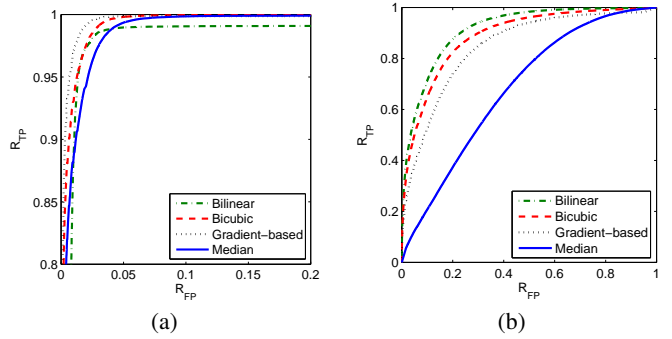 1
0.95
0.9
0.85
0.8
R_TP
0
0.05
0.1
0.15
0.2
R_FP
Bilinear
Bicubic
Gradient-based
Median
(a)
1
0.8
0.6
0.4
0.2
0
R_TP
0
0.2
0.4
0.6
0.8
1
R_FP
Bilinear
Bicubic
Gradient-based
Median
(b)